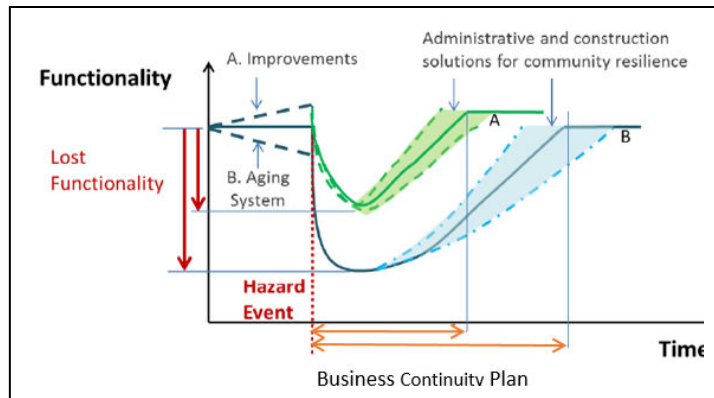 Administrative and construction
solutions for community resilience
A. Improvements
Functionality
A
B
Lost
Functionality
B. Aging
System
Hazard
Event
Time
Business Continuity Plan